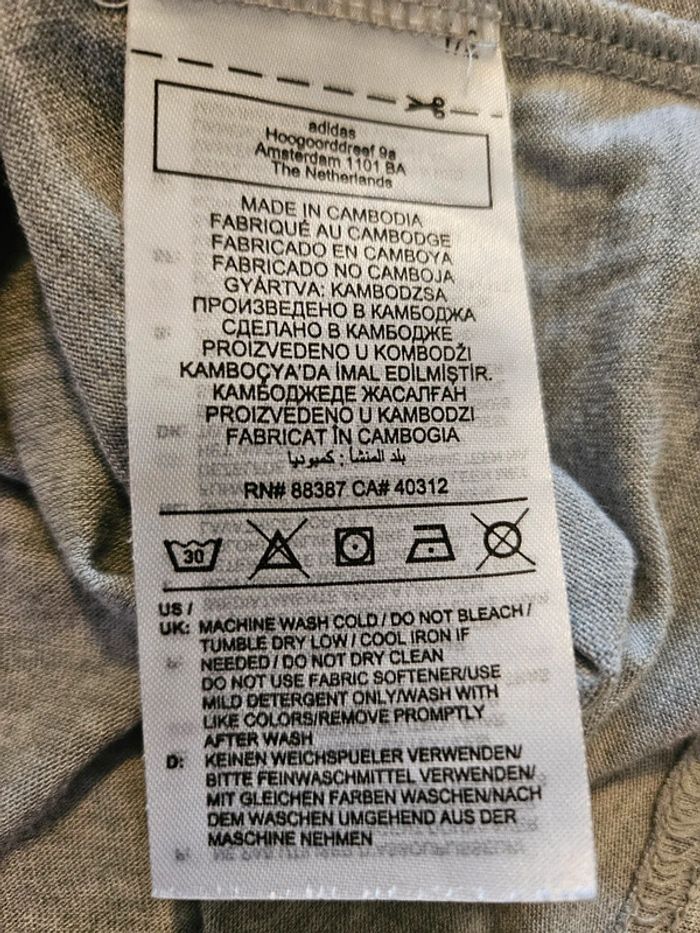 adidas
Hoogoorddreef 9a
Amsterdam 1101 BA
The Netherlands
MADE IN CAMBODIA
FABRIQUÉ AU CAMBODGE
FABRICADO EN CAMBOYA
FABRICADO NO CAMBOJA
GYÁRTVA: KAMBODZSA
ПРОИЗВЕДЕНО В КАМБОДЖА
СДЕЛАНО В КАМБОДЖЕ
PROIZVEDENO U KOMBODŽI
KAMBOÇYA'DA İMAL EDİLMİŞTİR.
КАМБОДЖЕДЕ ЖАСАЛҒАН
PROIZVEDENO U KAMBODZI
FABRICAT ÎN CAMBOGIA
بلد المنشأ : كمبوديا
RN# 88387 CA# 40312
30
US /
UK: MACHINE WASH COLD / DO NOT BLEACH /
TUMBLE DRY LOW / COOL IRON IF
NEEDED / DO NOT DRY CLEAN
DO NOT USE FABRIC SOFTENER/USE
MILD DETERGENT ONLY/WASH WITH
LIKE COLORS/REMOVE PROMPTLY
AFTER WASH
D: KEINEN WEICHSPUELER VERWENDEN/
BITTE FEINWASCHMITTEL VERWENDEN/
MIT GLEICHEN FARBEN WASCHEN/NACH
DEM WASCHEN UMGEHEND AUS DER
MASCHINE NEHMEN